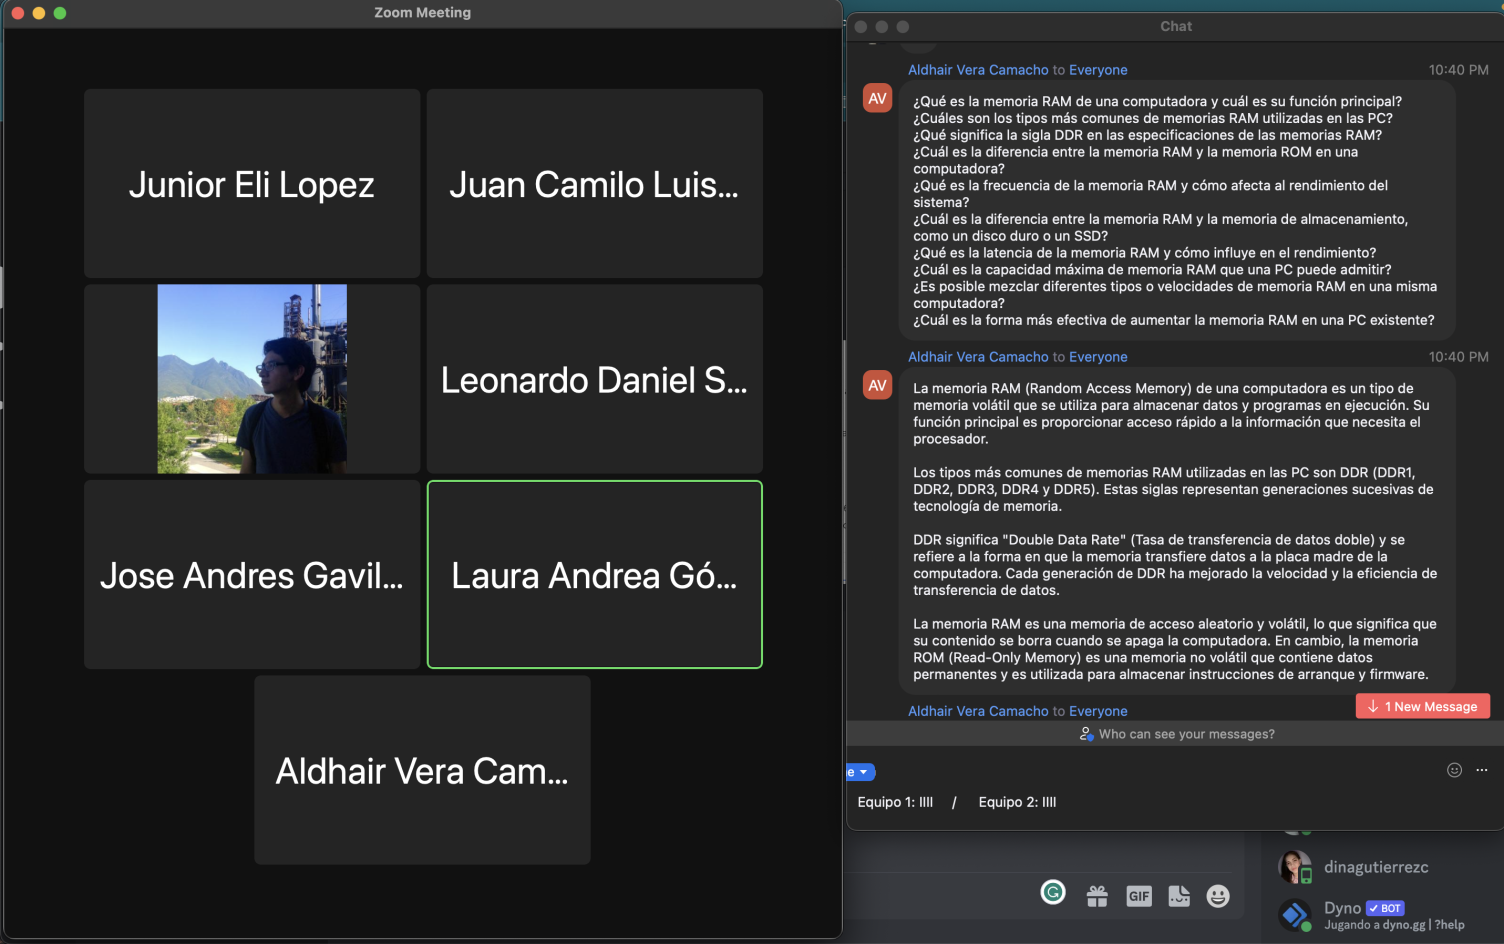 Zoom Meeting
Junior Eli Lopez
Juan Camilo Luis...
Leonardo Daniel S...
Jose Andres Gavil...
Laura Andrea Gó...
Aldhair Vera Cam...
Chat
Aldhair Vera Camacho to Everyone 10:40 PM
AV
¿Qué es la memoria RAM de una computadora y cuál es su función principal?
¿Cuáles son los tipos más comunes de memorias RAM utilizadas en las PC?
¿Qué significa la sigla DDR en las especificaciones de las memorias RAM?
¿Cuál es la diferencia entre la memoria RAM y la memoria ROM en una
computadora?
¿Qué es la frecuencia de la memoria RAM y cómo afecta al rendimiento del
sistema?
¿Cuál es la diferencia entre la memoria RAM y la memoria de almacenamiento,
como un disco duro o un SSD?
¿Qué es la latencia de la memoria RAM y cómo influye en el rendimiento?
¿Cuál es la capacidad máxima de memoria RAM que una PC puede admitir?
¿Es posible mezclar diferentes tipos o velocidades de memoria RAM en una misma
computadora?
¿Cuál es la forma más efectiva de aumentar la memoria RAM en una PC existente?
Aldhair Vera Camacho to Everyone 10:40 PM
AV
La memoria RAM (Random Access Memory) de una computadora es un tipo de
memoria volátil que se utiliza para almacenar datos y programas en ejecución. Su
función principal es proporcionar acceso rápido a la información que necesita el
procesador.
Los tipos más comunes de memorias RAM utilizadas en las PC son DDR (DDR1,
DDR2, DDR3, DDR4 y DDR5). Estas siglas representan generaciones sucesivas de
tecnología de memoria.
DDR significa "Double Data Rate" (Tasa de transferencia de datos doble) y se
refiere a la forma en que la memoria transfiere datos a la placa madre de la
computadora. Cada generación de DDR ha mejorado la velocidad y la eficiencia de
transferencia de datos.
La memoria RAM es una memoria de acceso aleatorio y volátil, lo que significa que
su contenido se borra cuando se apaga la computadora. En cambio, la memoria
ROM (Read-Only Memory) es una memoria no volátil que contiene datos
permanentes y es utilizada para almacenar instrucciones de arranque y firmware.
Aldhair Vera Camacho to Everyone
↓ 1 New Message
Who can see your messages?
e
Equipo 1: IIII / Equipo 2: IIII
GIF
dinagutierrezc
Dyno ✓ BOT
Jugando a dyno.gg | ?help